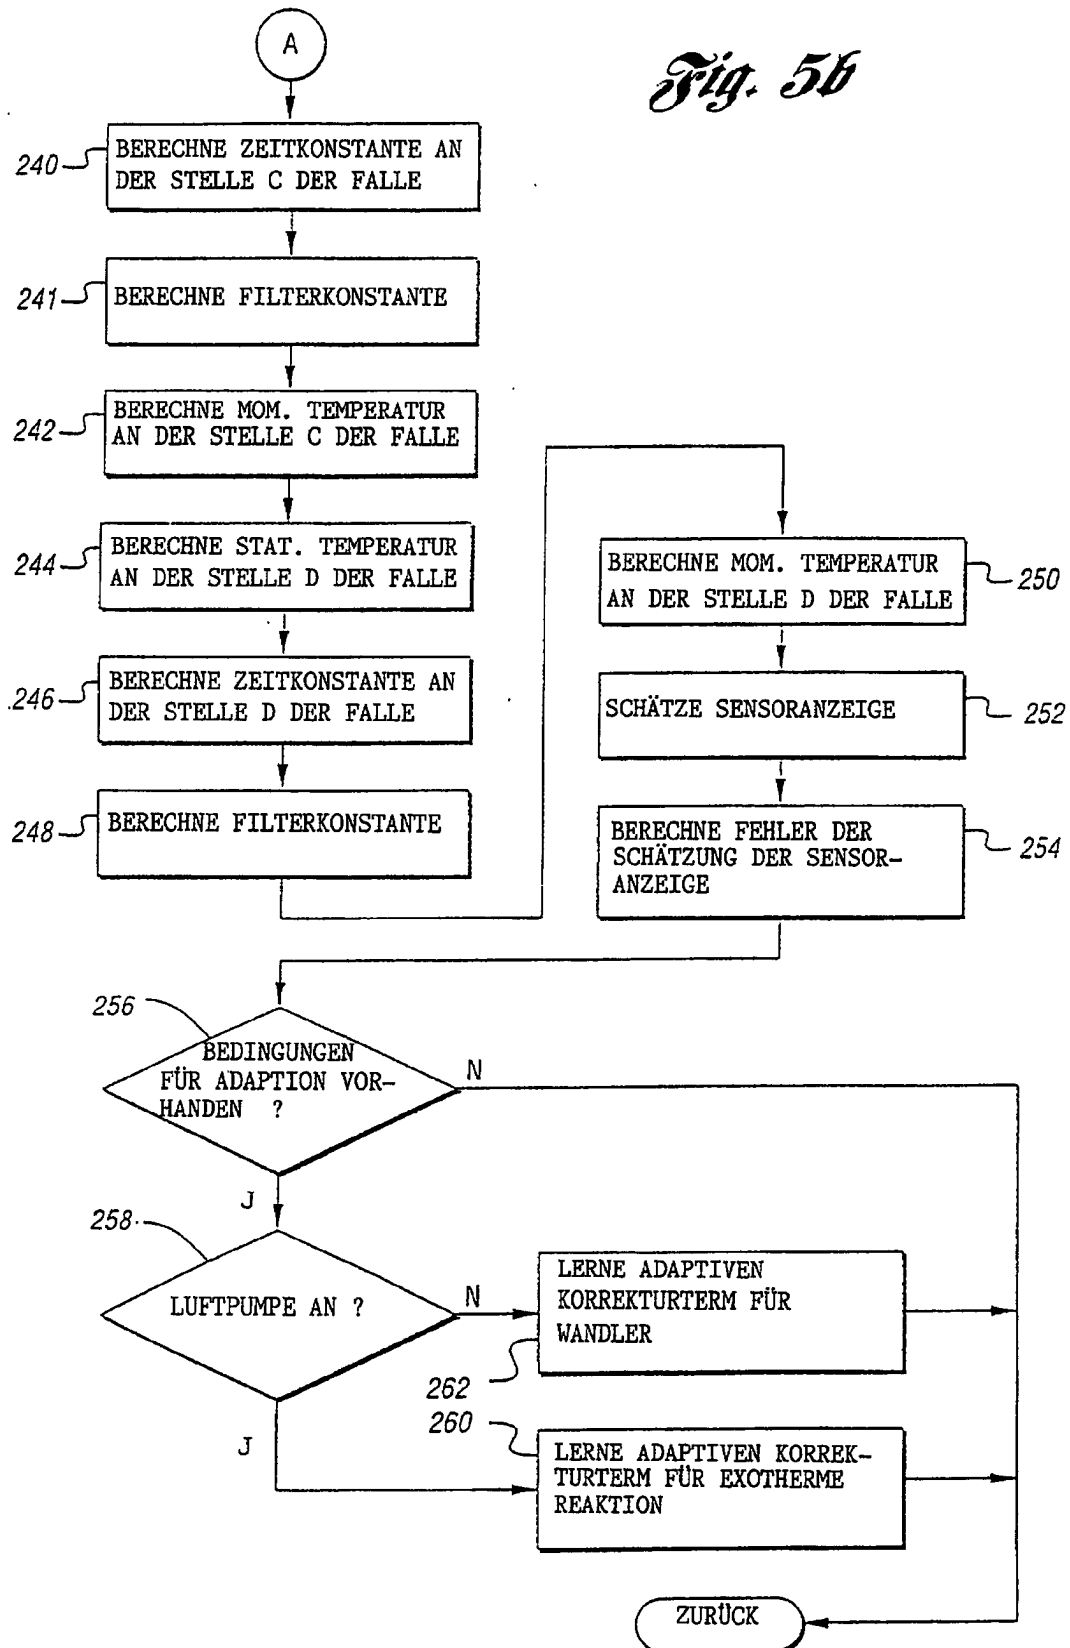 A
Fig. 5b
240
BERECHNE ZEITKONSTANTE AN
DER STELLE C DER FALLE
241
BERECHNE FILTERKONSTANTE
242
BERECHNE MOM. TEMPERATUR
AN DER STELLE C DER FALLE
244
BERECHNE STAT. TEMPERATUR
AN DER STELLE D DER FALLE
246
BERECHNE ZEITKONSTANTE AN
DER STELLE D DER FALLE
248
BERECHNE FILTERKONSTANTE
BERECHNE MOM. TEMPERATUR
AN DER STELLE D DER FALLE
250
SCHÄTZE SENSORANZEIGE
252
BERECHNE FEHLER DER
SCHÄTZUNG DER SENSOR-
ANZEIGE
254
256
BEDINGUNGEN
FÜR ADAPTION VOR-
HANDEN ?
N
J
258
LUFTPUMPE AN ?
N
J
LERNE ADAPTIVEN
KORREKTURTERM FÜR
WANDLER
262
260
LERNE ADAPTIVEN KORREK-
TURTERM FÜR EXOTHERME
REAKTION
ZURÜCK